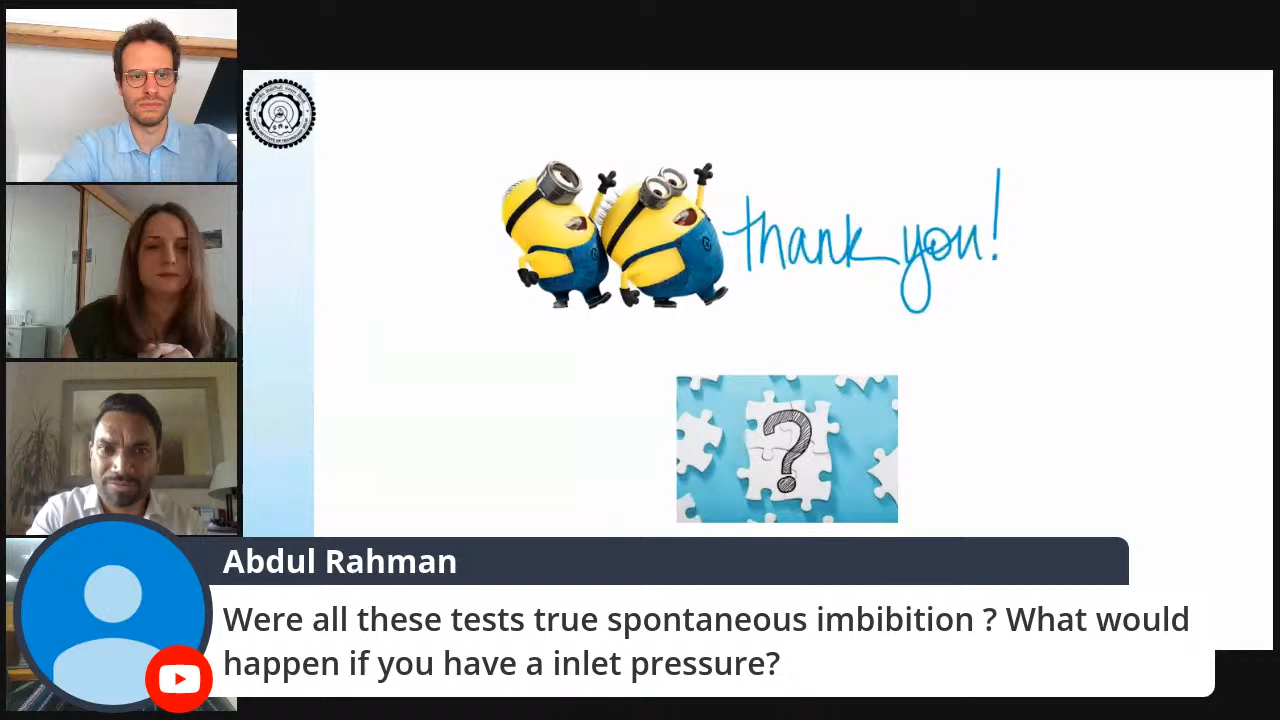 thank you!
?
Abdul Rahman
Were all these tests true spontaneous imbibition ? What would
happen if you have a inlet pressure?